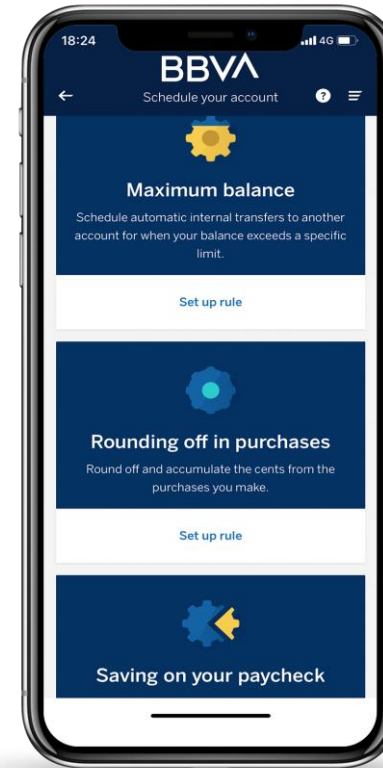 18:24
4G
BBVA
Schedule your account
?
Maximum balance
Schedule automatic internal transfers to another
account for when your balance exceeds a specific
limit.
Set up rule
Rounding off in purchases
Round off and accumulate the cents from the
purchases you make.
Set up rule
Saving on your paycheck